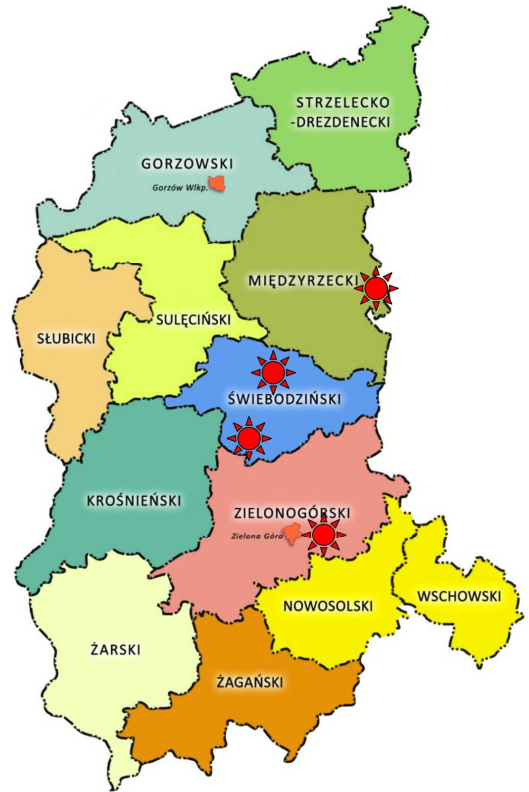 STRZELECKO
-DREZDENECKI
GORZOWSKI
Gorzów Wlkp.
MIĘDZYRZECKI
SULĘCIŃSKI
SŁUBICKI
ŚWIEBODZIŃSKI
KROŚNIEŃSKI
ZIELONOGÓRSKI
Zielona Góra
NOWOSOLSKI
WSCHOWSKI
ŻARSKI
ŻAGAŃSKI